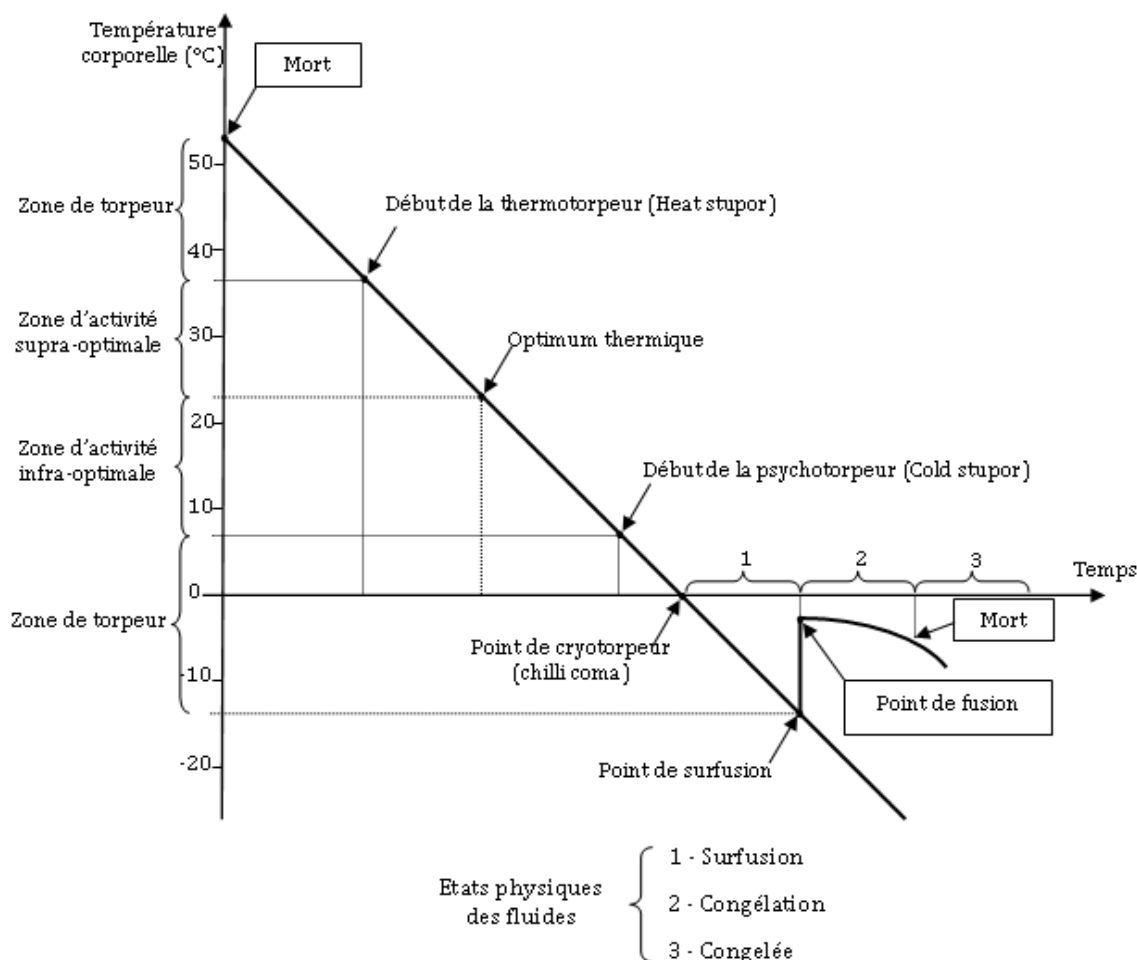 Température
corporelle (°C)
Mort
50
Zone de torpeur
Début de la thermotorpeur (Heat stupor)
40
Zone d'activité
supra-optimale
30
Optimum thermique
20
Zone d'activité
infra-optimale
Début de la psychotorpeur (Cold stupor)
10
1
2
3
Temps
0
Zone de torpeur
Mort
Point de cryotorpeur
(chilli coma)
-10
Point de fusion
-20
Point de surfusion
Etats physiques
des fluides
1 - Surfusion
2 - Congélation
3 - Congelée